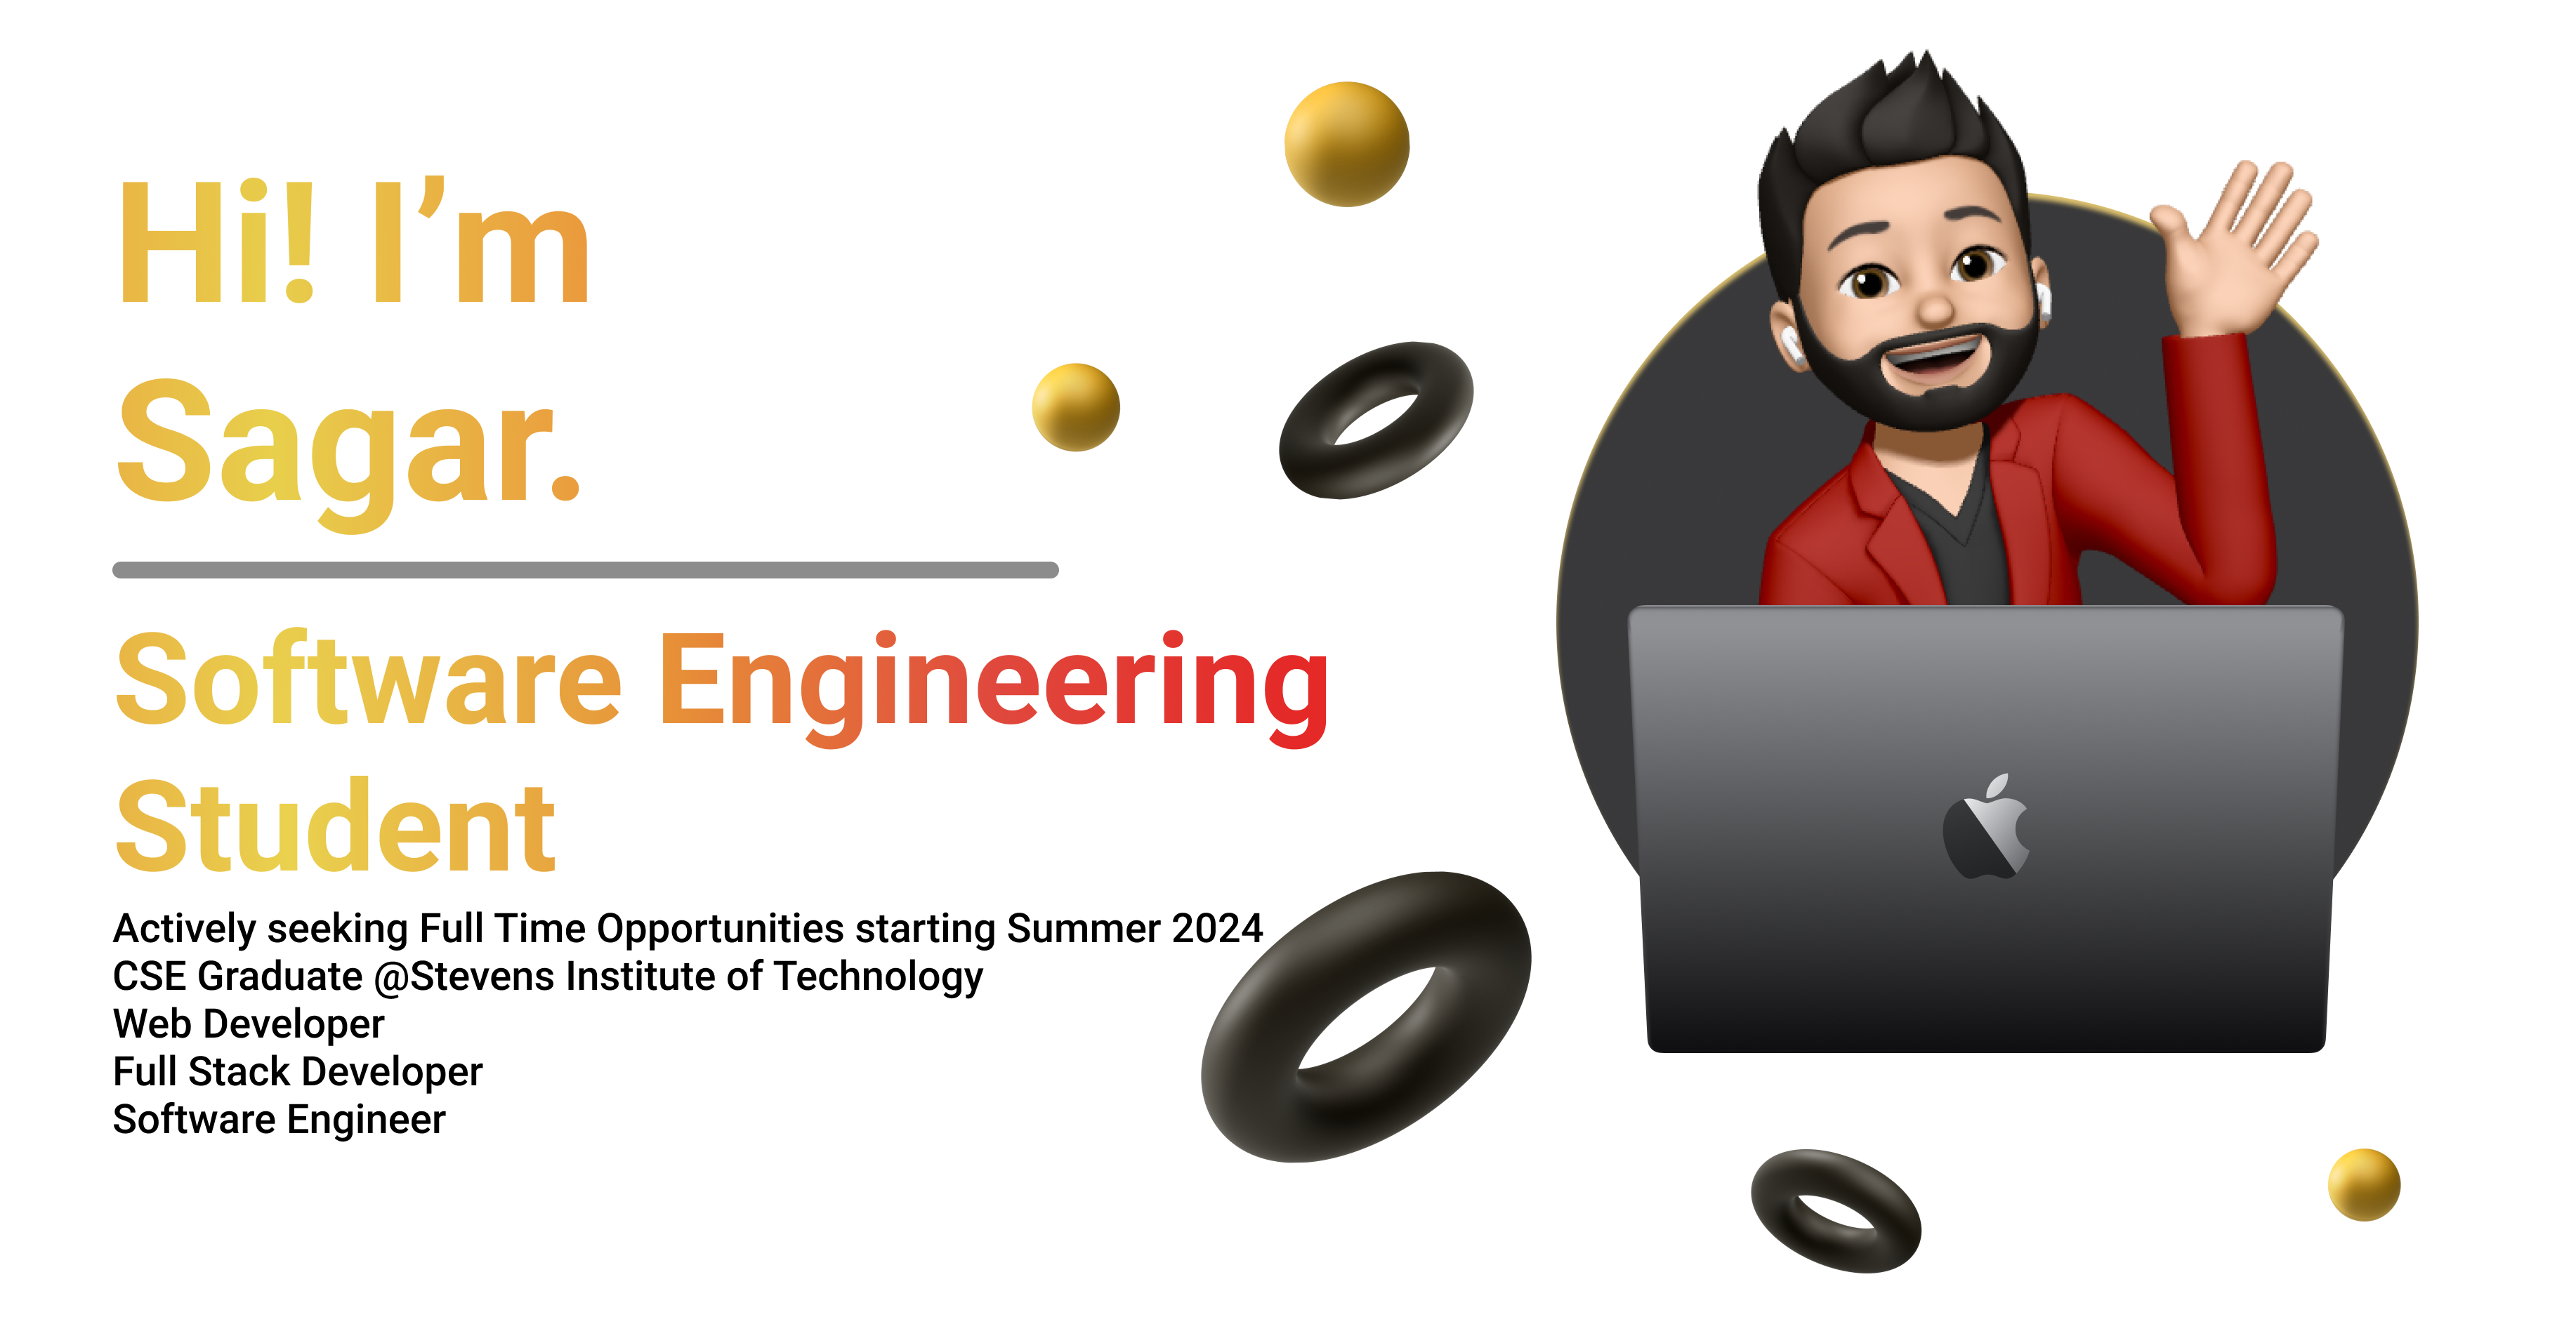 Hi! I’m
Sagar.
Software Engineering
Student
Actively seeking Full Time Opportunities starting Summer 2024
CSE Graduate @Stevens Institute of Technology
Web Developer
Full Stack Developer
Software Engineer